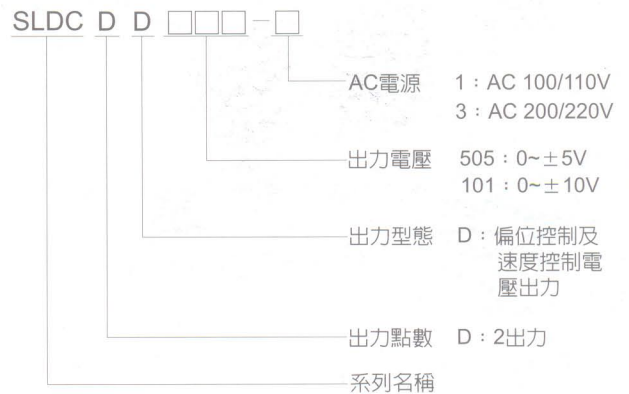 SLDC D D □□□-□
AC電源 1：AC 100/110V
3：AC 200/220V
出力電壓 505：0~±5V
101：0~±10V
出力型態 D：偏位控制及
速度控制電
壓出力
出力點數 D：2出力
系列名稱